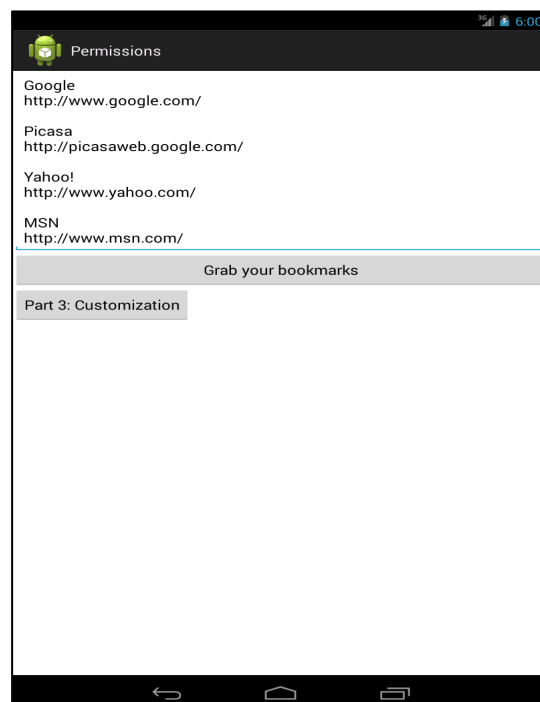 3G 6:00
Permissions
Google
http://www.google.com/
Picasa
http://picasaweb.google.com/
Yahoo!
http://www.yahoo.com/
MSN
http://www.msn.com/
Grab your bookmarks
Part 3: Customization